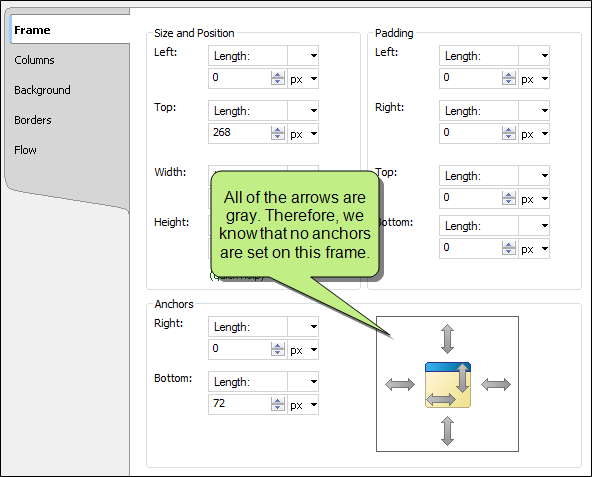 Frame
Columns
Background
Borders
Flow
Size and Position
Left:
Length:
0
px
Top:
Length:
268
px
Width:
Height:
Padding
Left:
Length:
0
px
Right:
Length:
0
px
Top:
Length:
0
px
Bottom:
Length:
0
px
All of the arrows are
gray. Therefore, we
know that no anchors
are set on this frame.
(quick help)
Anchors
Right:
Length:
0
px
Bottom:
Length:
72
px